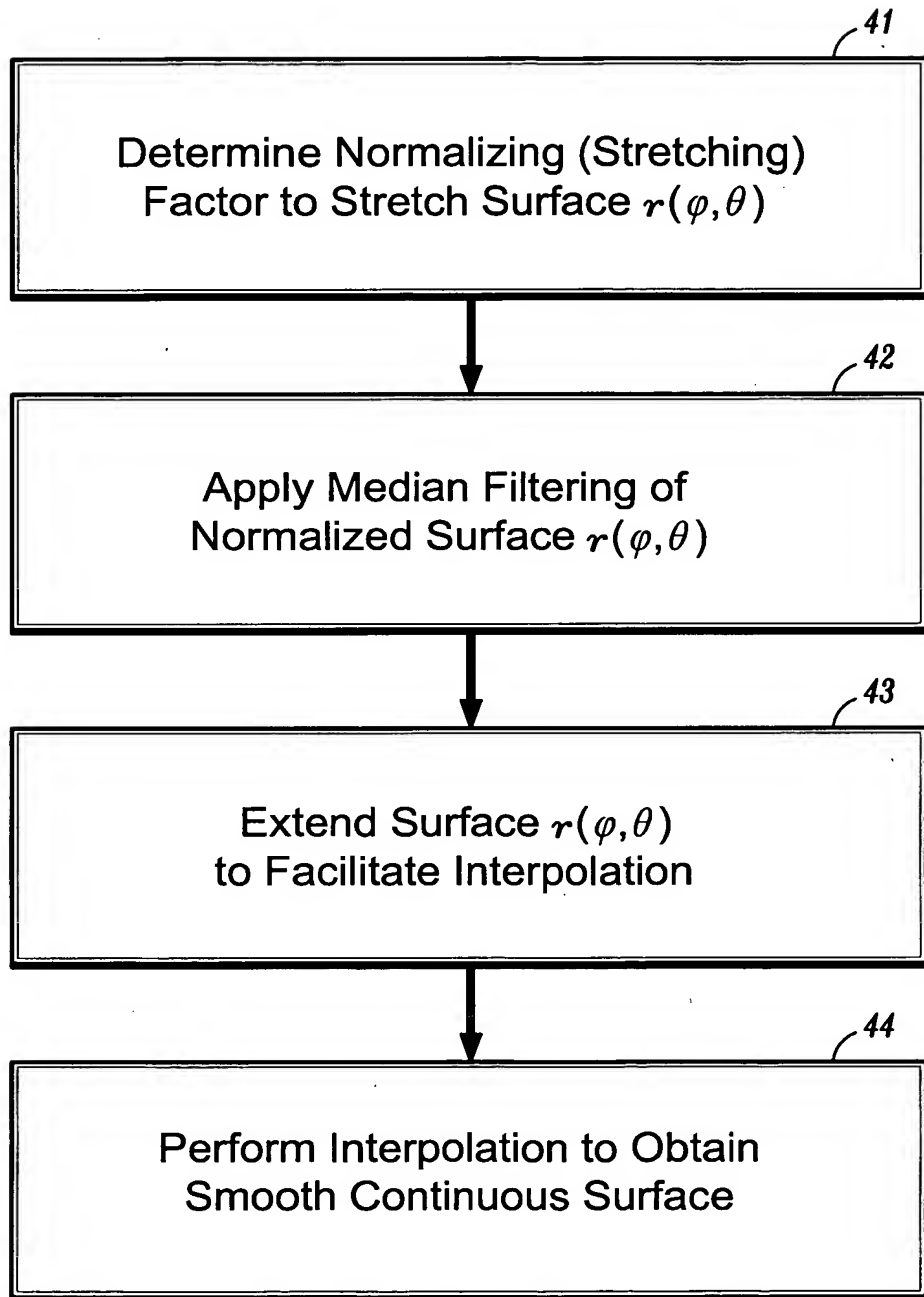 41
Determine Normalizing (Stretching)
Factor to Stretch Surface r(φ,θ)
42
Apply Median Filtering of
Normalized Surface r(φ,θ)
43
Extend Surface r(φ,θ)
to Facilitate Interpolation
44
Perform Interpolation to Obtain
Smooth Continuous Surface